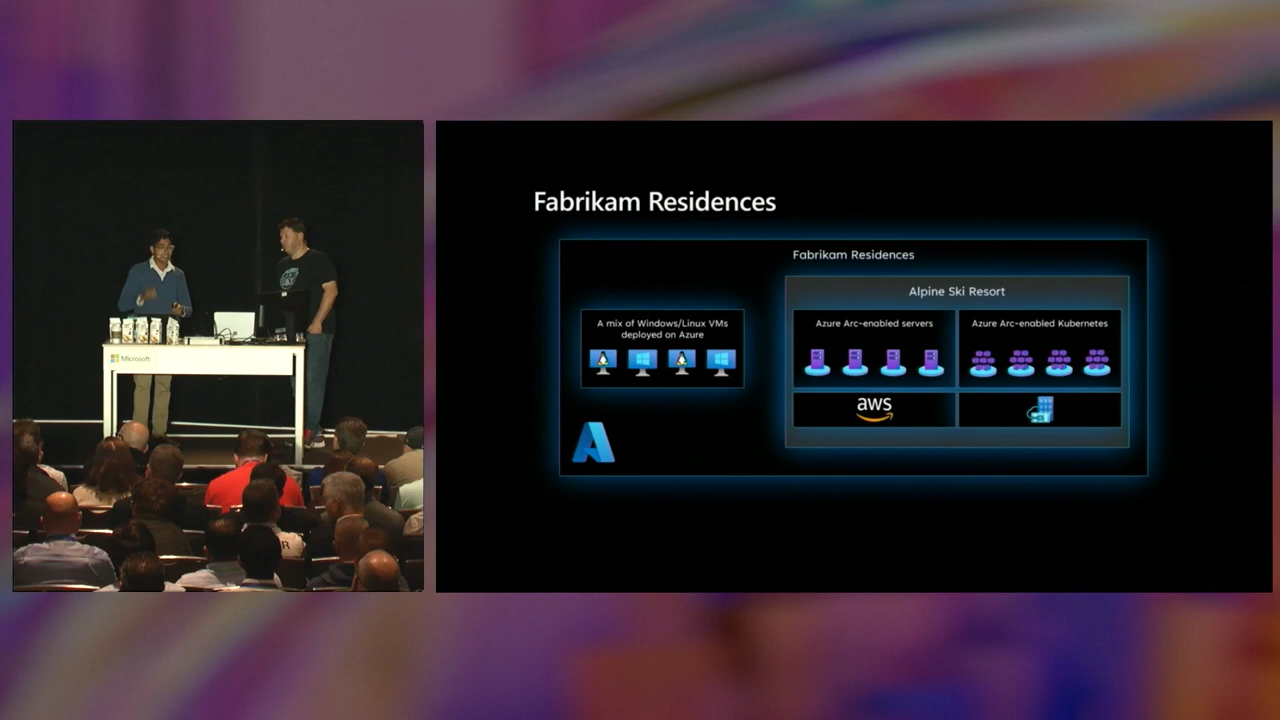 Fabrikam Residences
Fabrikam Residences
Alpine Ski Resort
A mix of Windows/Linux VMs
deployed on Azure
Azure Arc-enabled servers
Azure Arc-enabled Kubernetes
aws
Microsoft
R